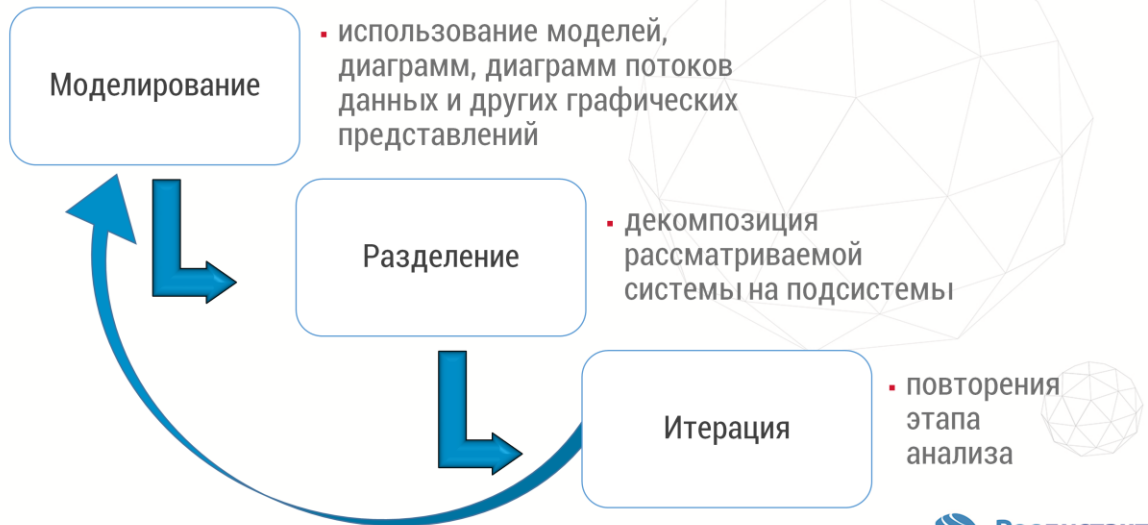 Моделирование
▪ использование моделей,
диаграмм, диаграмм потоков
данных и других графических
представлений
Разделение
▪ декомпозиция
рассматриваемой
системы на подсистемы
Итерация
▪ повторения
этапа
анализа